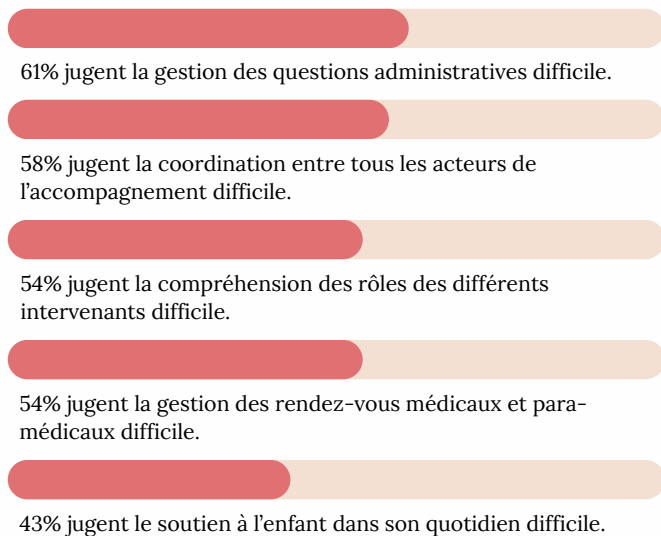 61% jugent la gestion des questions administratives difficile.
58% jugent la coordination entre tous les acteurs de
l’accompagnement difficile.
54% jugent la compréhension des rôles des différents
intervenants difficile.
54% jugent la gestion des rendez-vous médicaux et para-
médicaux difficile.
43% jugent le soutien à l’enfant dans son quotidien difficile.